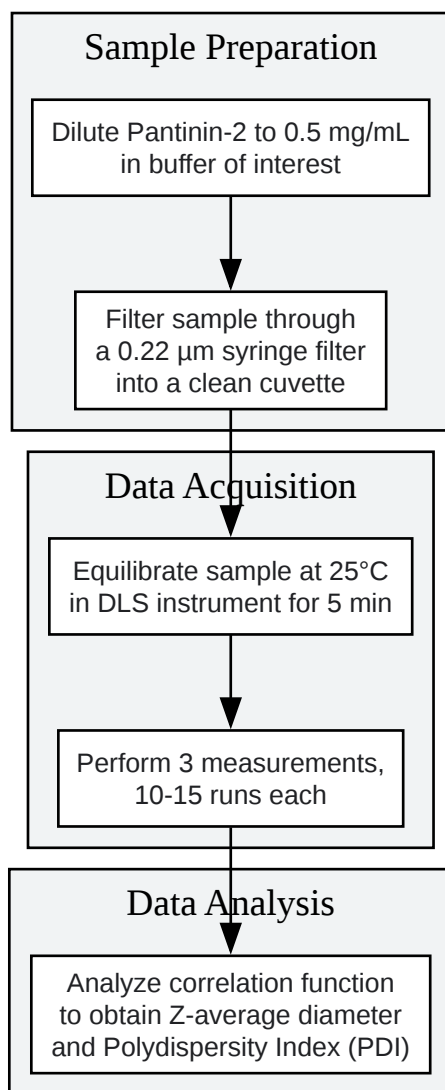 Sample Preparation
Dilute Pantinin-2 to 0.5 mg/mL
in buffer of interest
Filter sample through
a 0.22 µm syringe filter
into a clean cuvette
Data Acquisition
Equilibrate sample at 25°C
in DLS instrument for 5 min
Perform 3 measurements,
10-15 runs each
Data Analysis
Analyze correlation function
to obtain Z-average diameter
and Polydispersity Index (PDI)